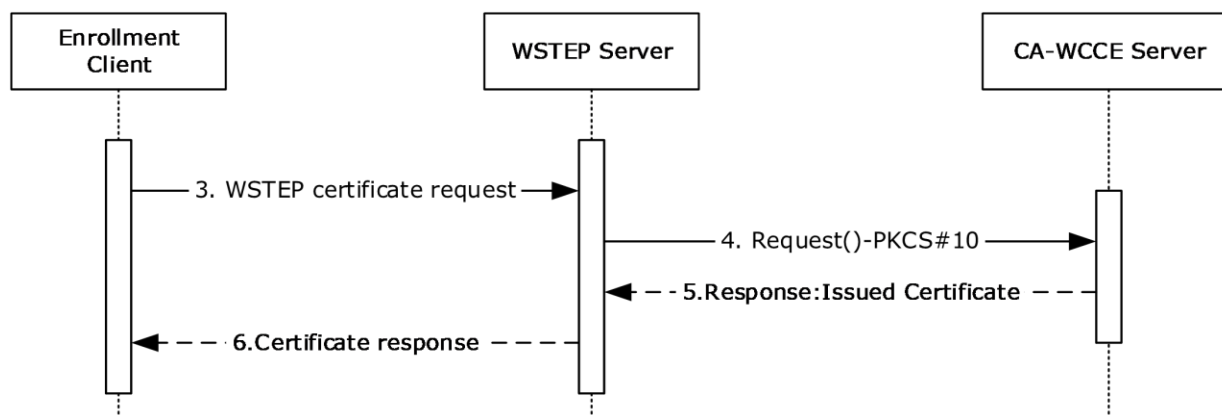 Enrollment
Client
WSTEP Server
CA-WCCE Server
3. WSTEP certificate request
4. Request()-PKCS#10
5.Response:Issued Certificate
6.Certificate response